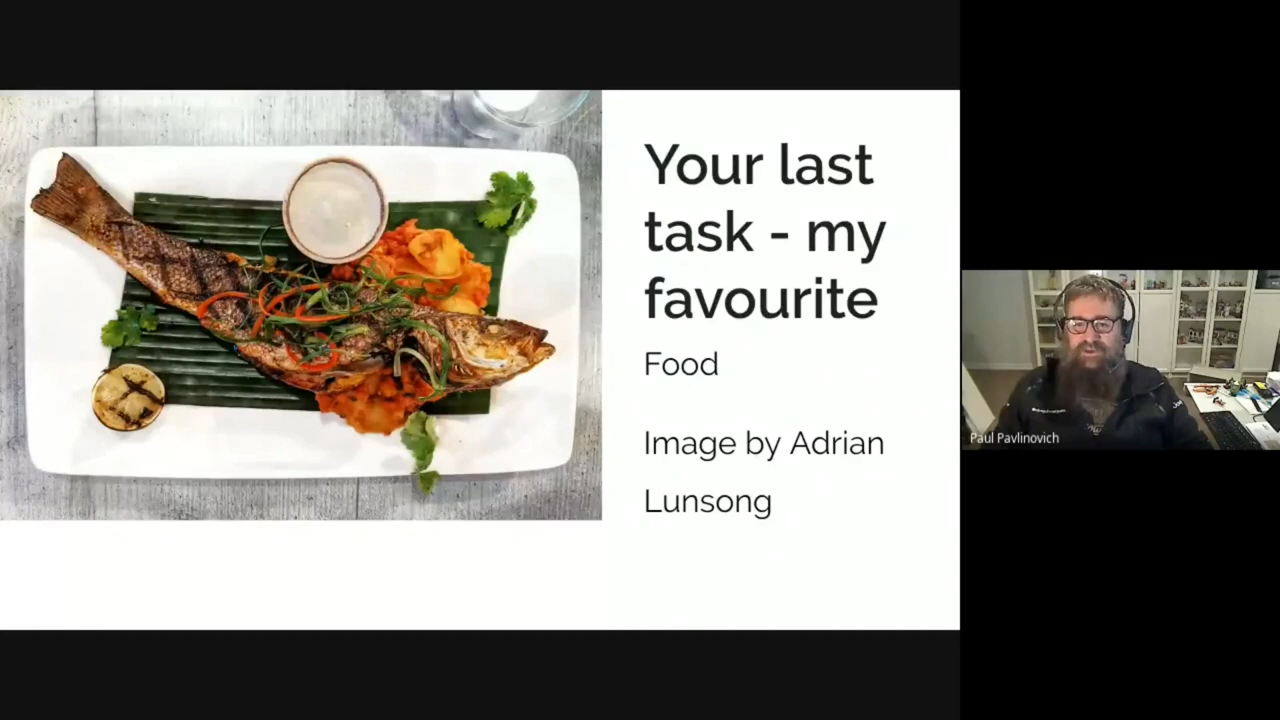 Your last
task - my
favourite
Food
Image by Adrian
Lunsong
Paul Pavlinovich